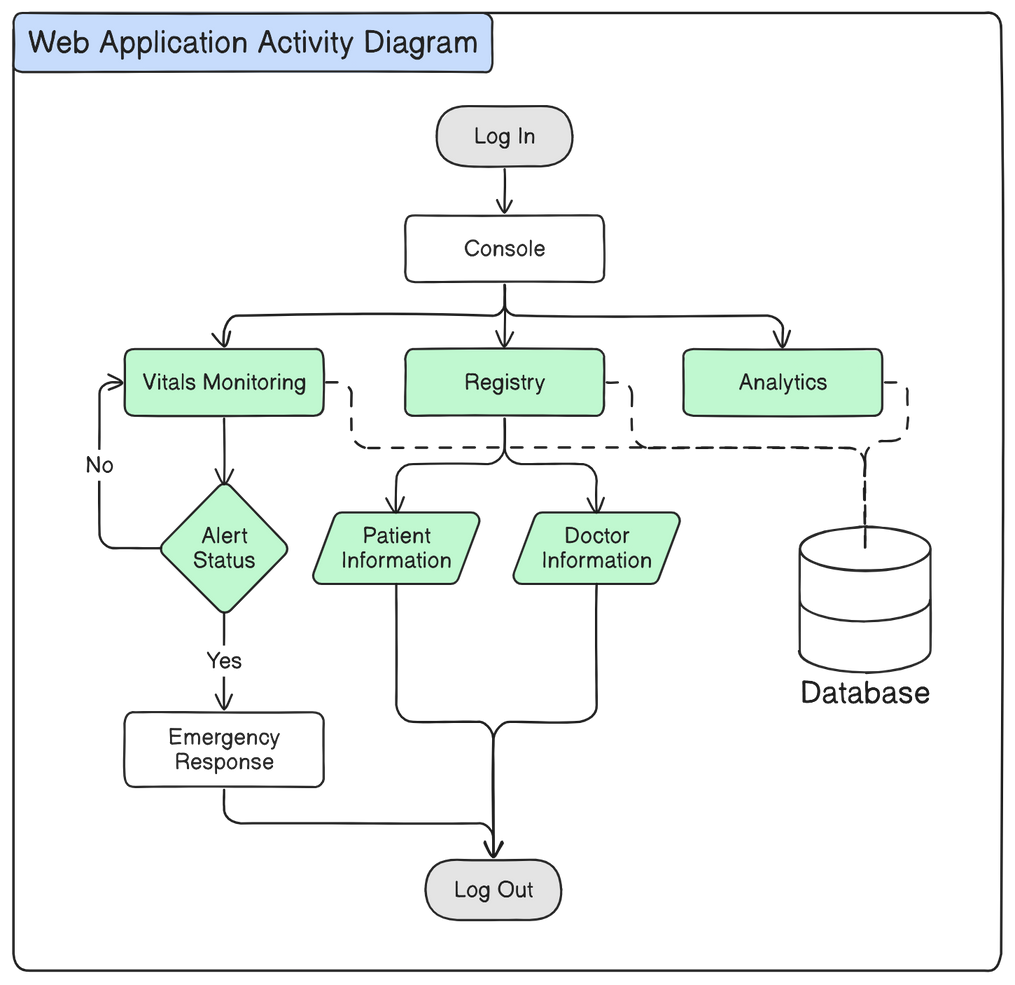 Web Application Activity Diagram
Log In
Console
Vitals Monitoring
Registry
Analytics
No
Alert
Status
Patient
Information
Doctor
Information
Yes
Database
Emergency
Response
Log Out